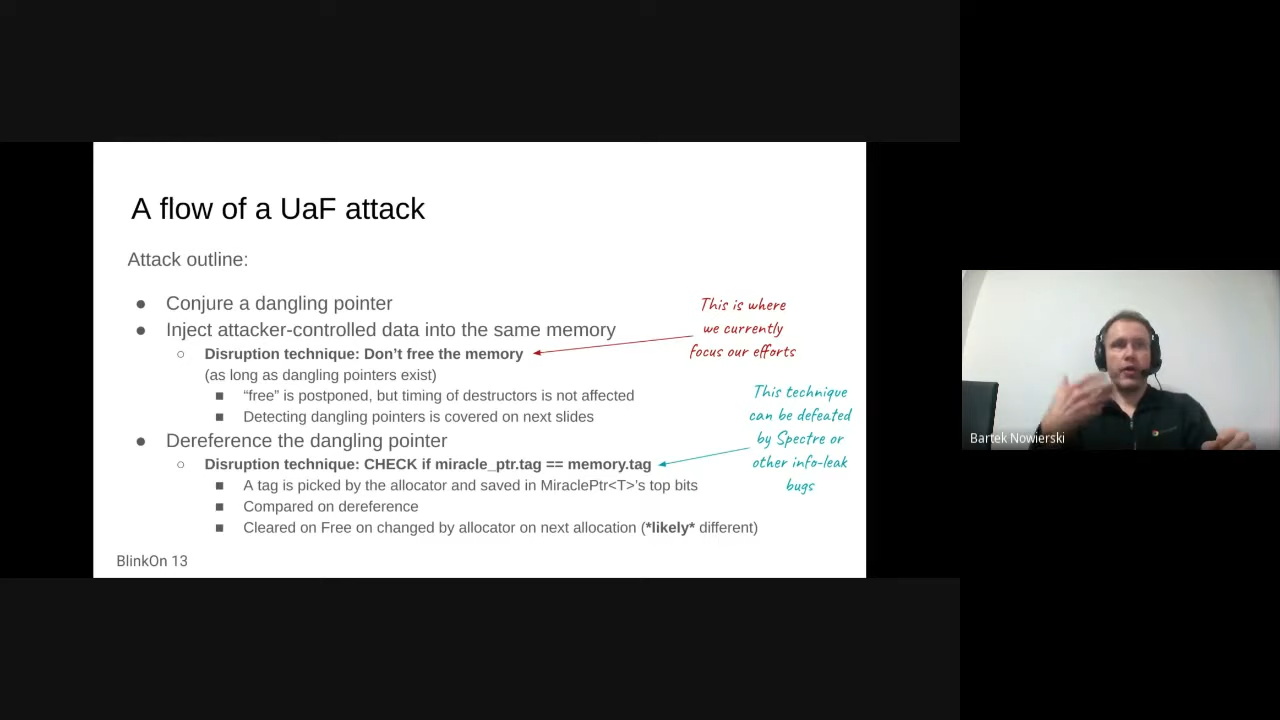 A flow of a UaF attack
Attack outline:
● Conjure a dangling pointer
● Inject attacker-controlled data into the same memory
○ Disruption technique: Don't free the memory
(as long as dangling pointers exist)
■ “free” is postponed, but timing of destructors is not affected
■ Detecting dangling pointers is covered on next slides
● Dereference the dangling pointer
○ Disruption technique: CHECK if miracle_ptr.tag == memory.tag
■ A tag is picked by the allocator and saved in MiraclePtr<T>’s top bits
■ Compared on dereference
■ Cleared on Free on changed by allocator on next allocation (*likely* different)
This is where
we currently
focus our efforts
This technique
can be defeated
by Spectre or
other info-leak
bugs
BlinkOn 13
Bartek Nowierski